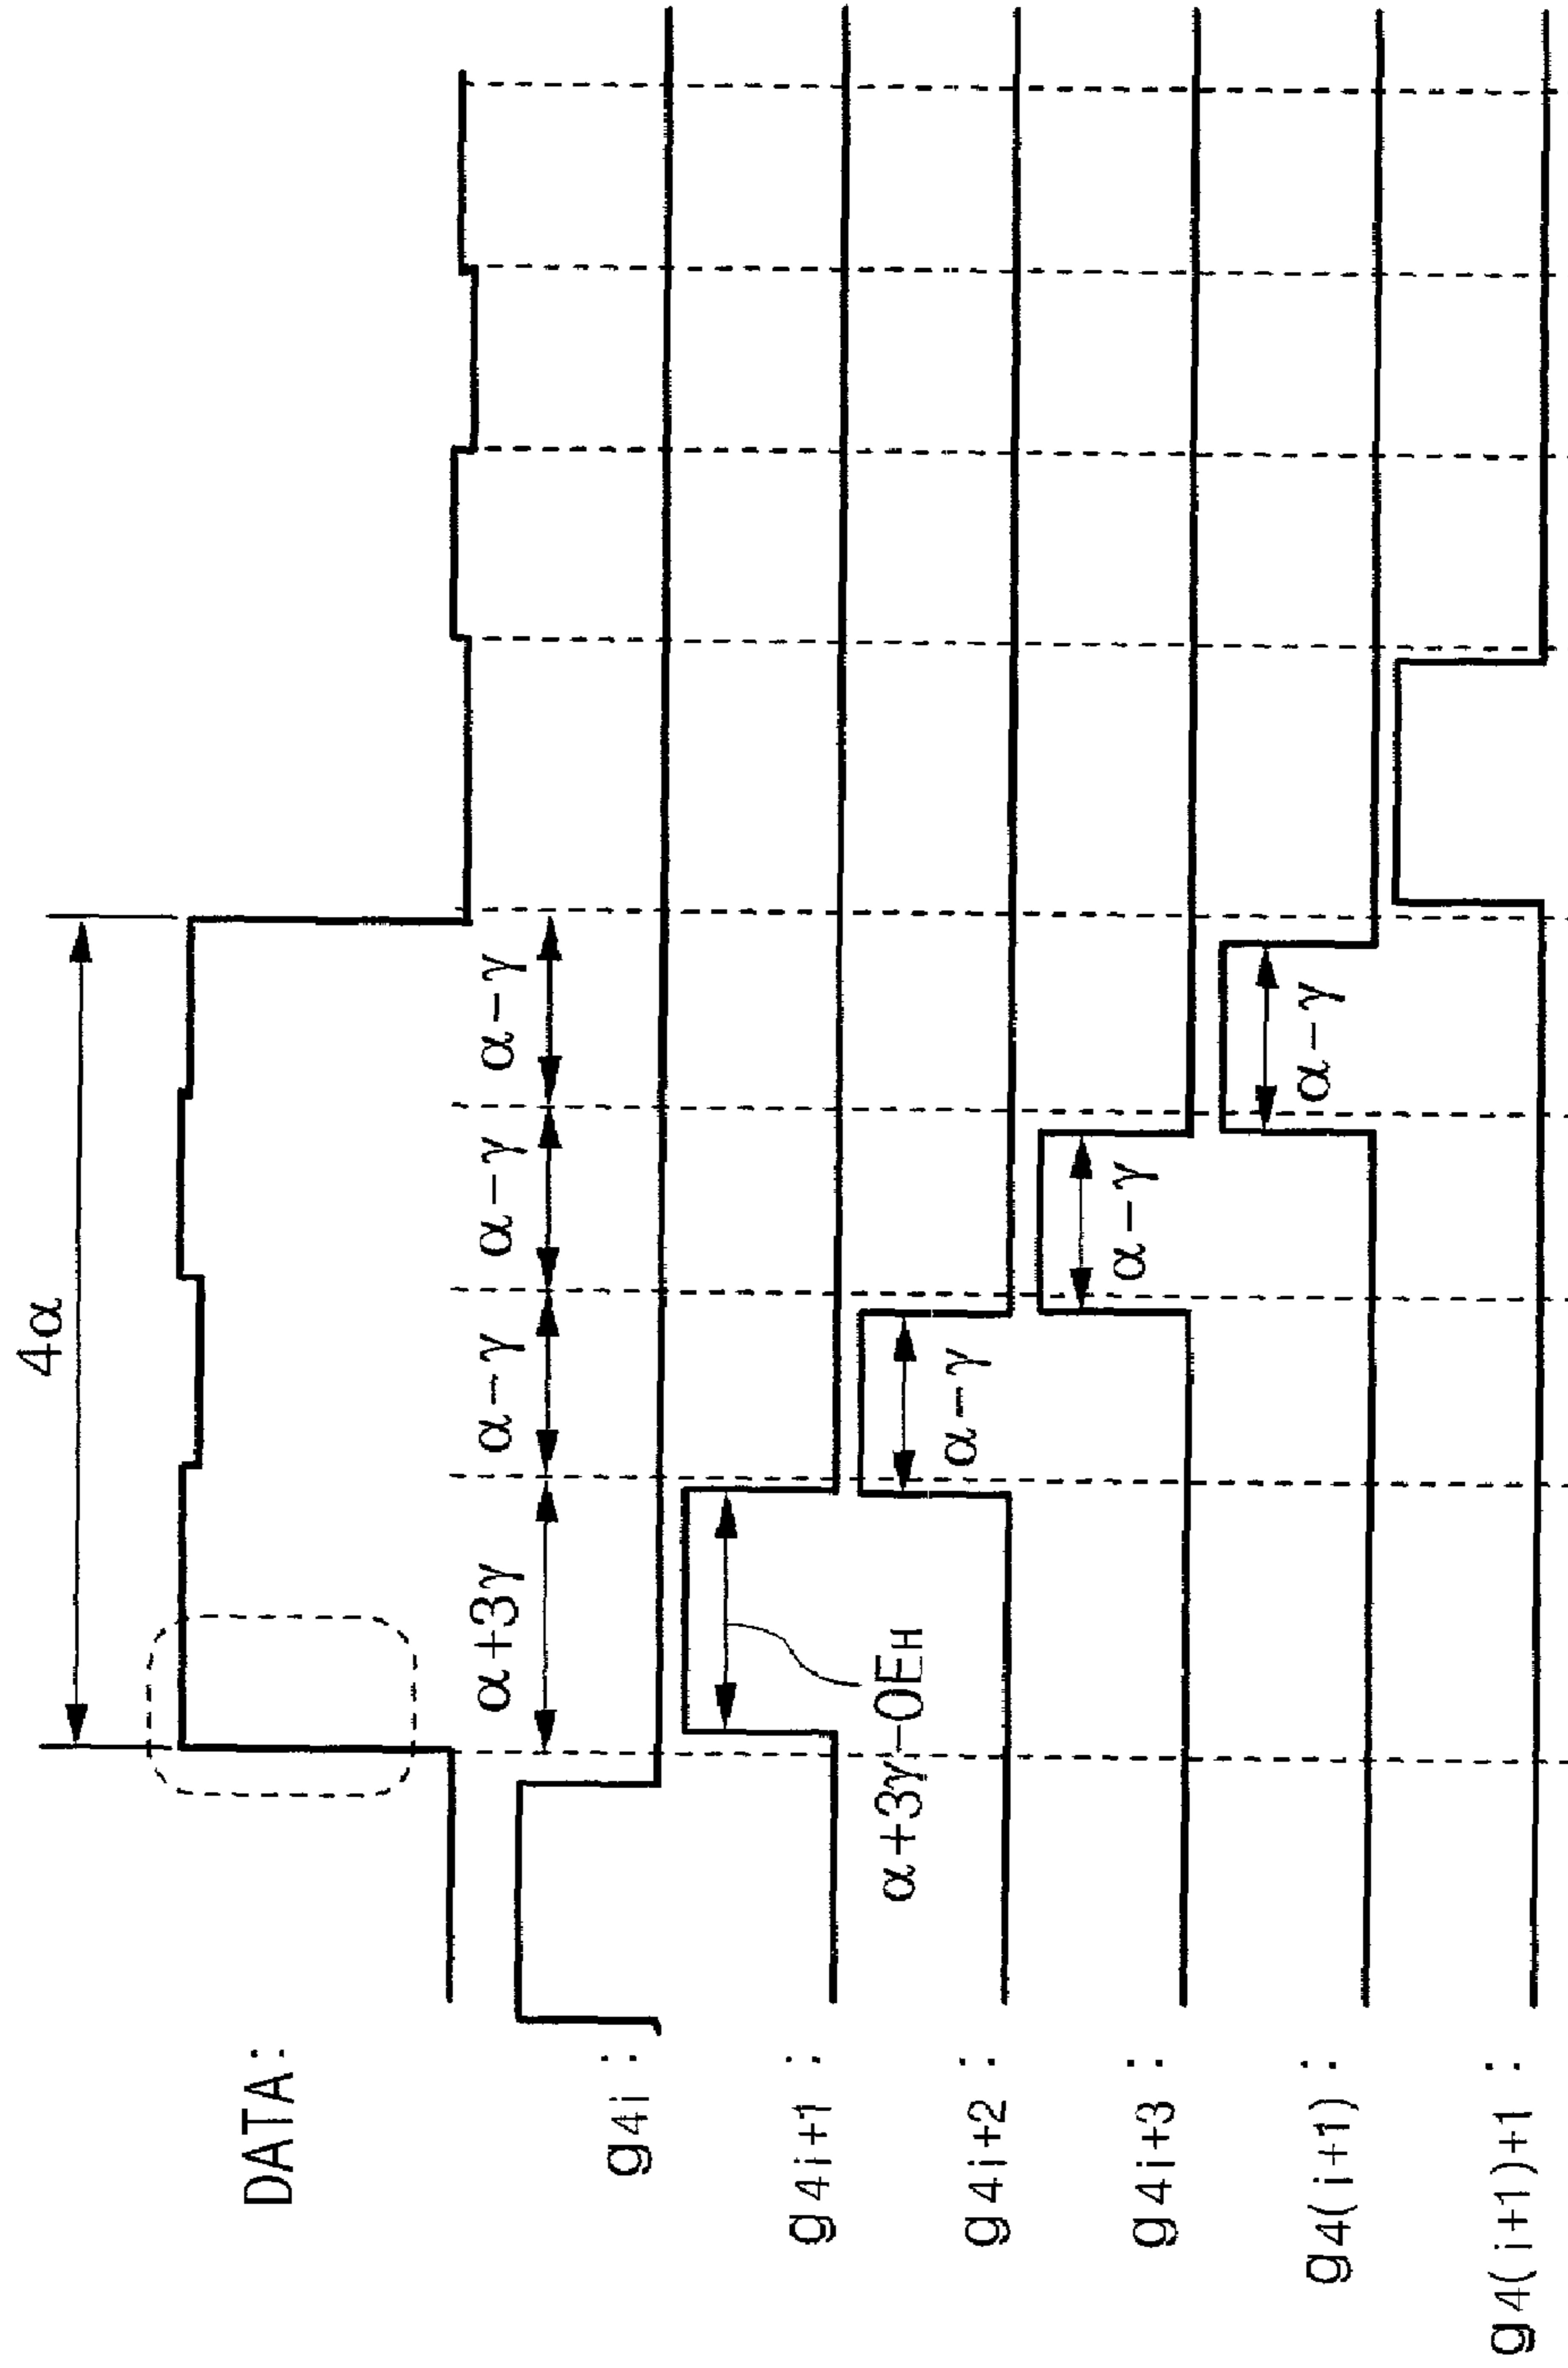 4α
DATA:
α+3γ α−γ α−γ α−γ
g4i :
g4i+1 :
α+3γ−OEH
g4i+2 :
α−γ
g4i+3 :
α−γ
g4(i+1) :
α−γ
g4(i+1)+1 :